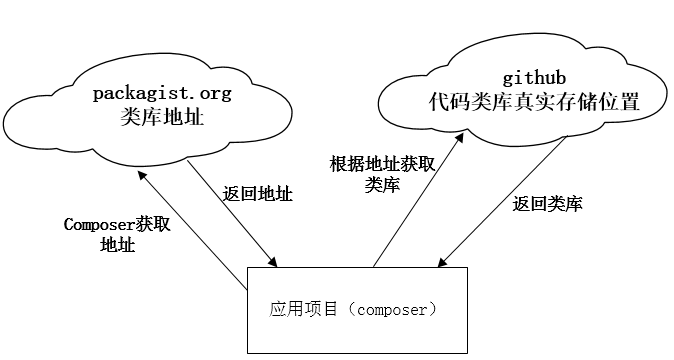 packagist.org
类库地址
github
代码类库真实存储位置
根据地址获取
类库
返回地址
返回类库
Composer获取
地址
应用项目（composer）